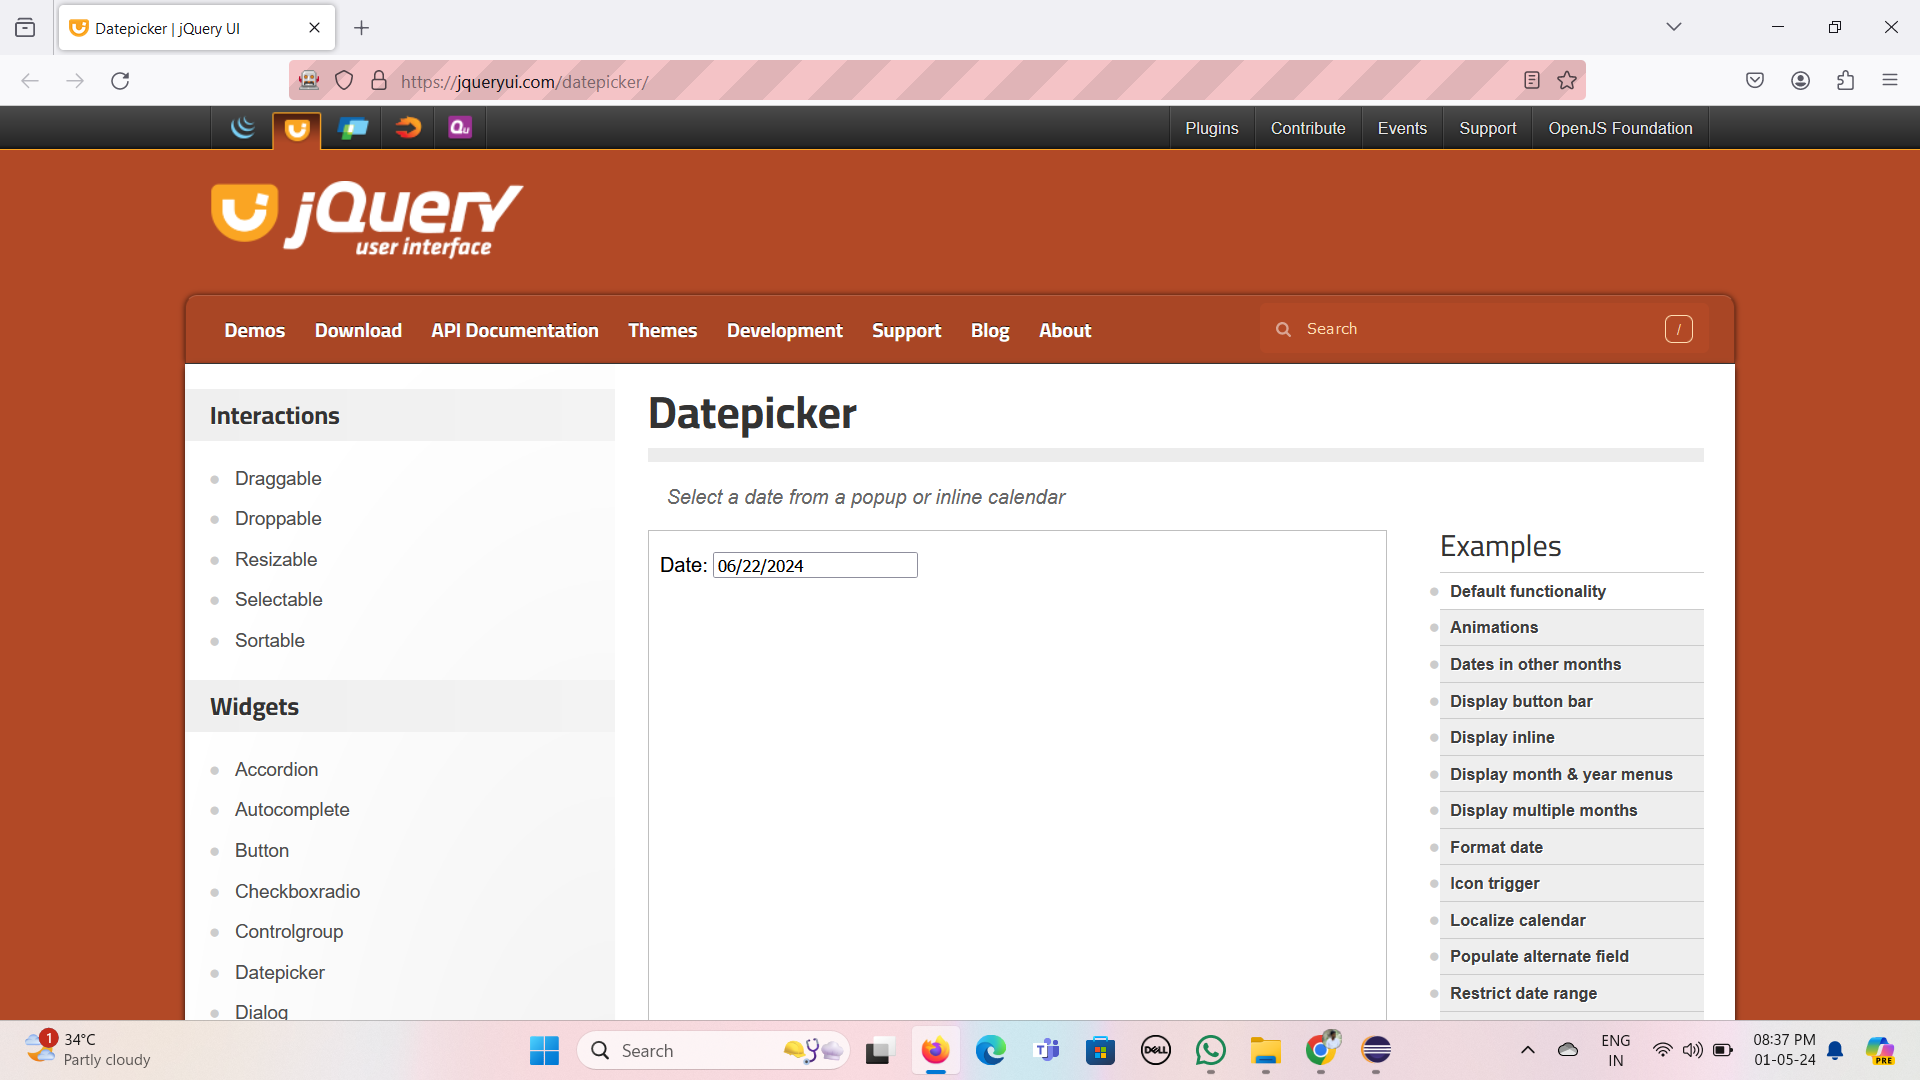 Datepicker | jQuery UI
https://jqueryui.com/datepicker/
Qu
Plugins
Contribute
Events
Support
OpenJS Foundation
jQuery
user interface
Demos
Download
API Documentation
Themes
Development
Support
Blog
About
Search
/
Interactions
Draggable
Droppable
Resizable
Selectable
Sortable
Widgets
Accordion
Autocomplete
Button
Checkboxradio
Controlgroup
Datepicker
Dialog
Datepicker
Select a date from a popup or inline calendar
Date: 06/22/2024
Examples
Default functionality
Animations
Dates in other months
Display button bar
Display inline
Display month & year menus
Display multiple months
Format date
Icon trigger
Localize calendar
Populate alternate field
Restrict date range
1
34°C
Partly cloudy
Search
DELL
ENG
IN
08:37 PM
01-05-24
PRE